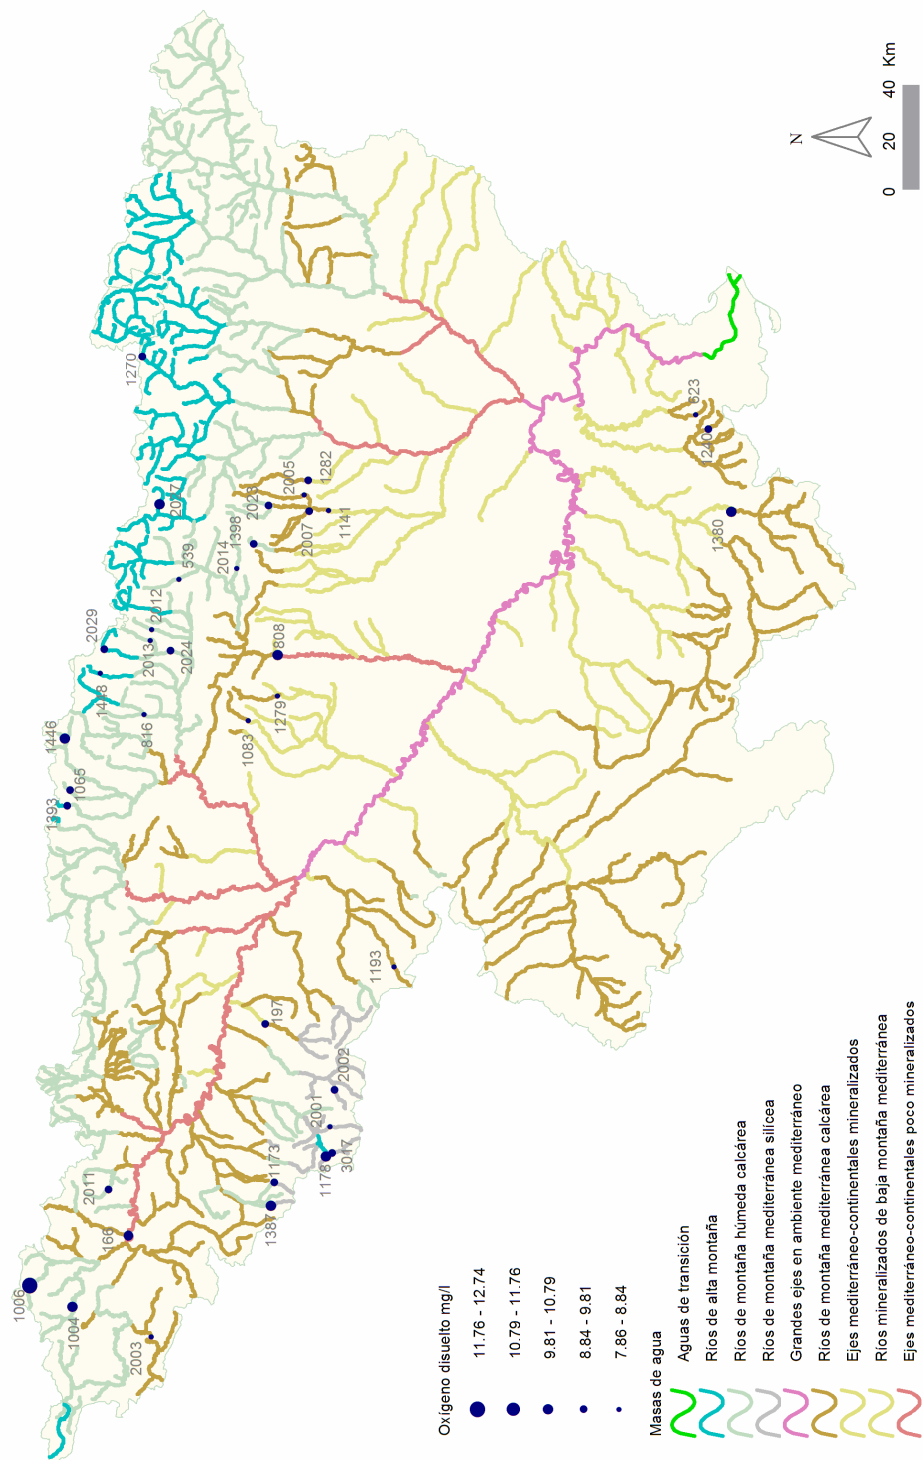 1006
1004
2003
166
2011
1387
1173
1178
3017
2001
2002
197
1193
1393
1065
1446
816
1448
2029
2013
2012
2024
539
2014
1398
2027
1270
2005
1282
2007
1141
1083
1279
808
1380
1240
623
N
0 20 40 Km
Oxígeno disuelto mg/l
11.76 - 12.74
10.79 - 11.76
9.81 - 10.79
8.84 - 9.81
7.86 - 8.84
Masas de agua
Aguas de transición
Ríos de alta montaña
Ríos de montaña húmeda calcárea
Ríos de montaña mediterránea silícea
Grandes ejes en ambiente mediterráneo
Ríos de montaña mediterránea calcárea
Ejes mediterráneo-continentales mineralizados
Ríos mineralizados de baja montaña mediterránea
Ejes mediterráneo-continentales poco mineralizados